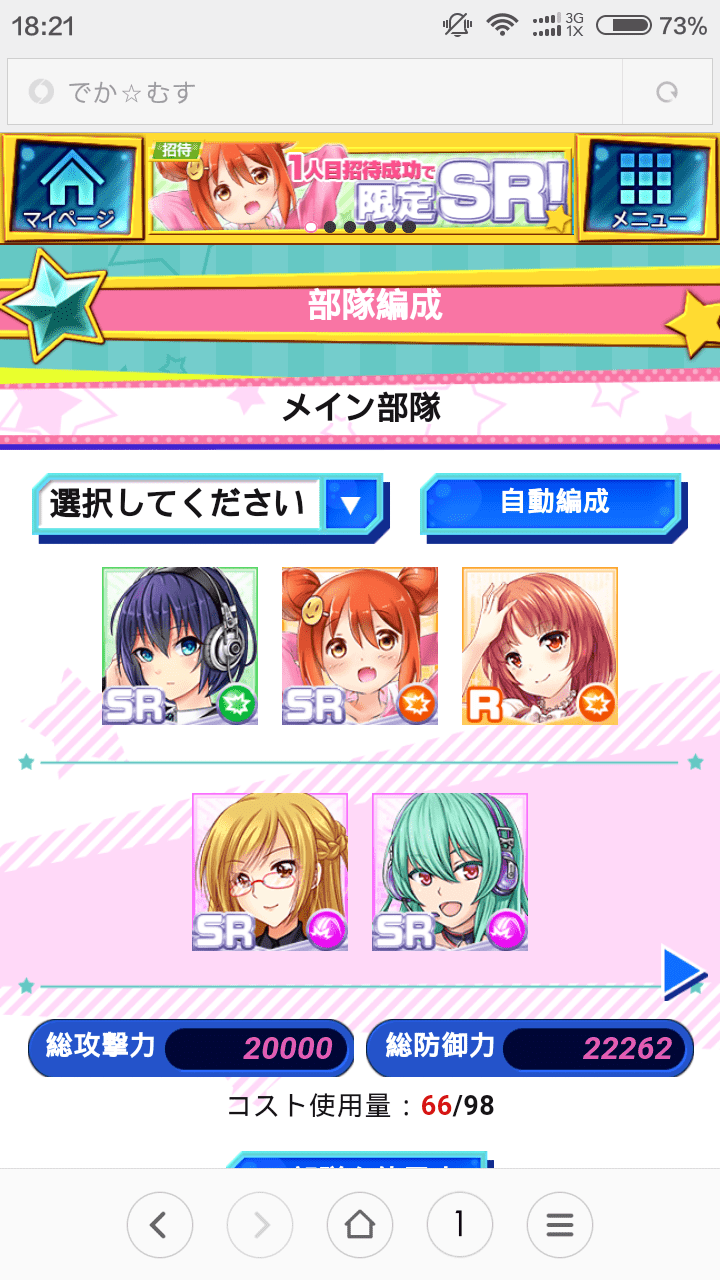 18:21
3G
1X
73%
でか☆むす
マイページ
招待
1人目招待成功で
限定SR!
メニュー
部隊編成
メイン部隊
選択してください
▼
自動編成
SR
SR
R
SR
SR
総攻撃力 20000
総防御力 22262
コスト使用量：66/98
1